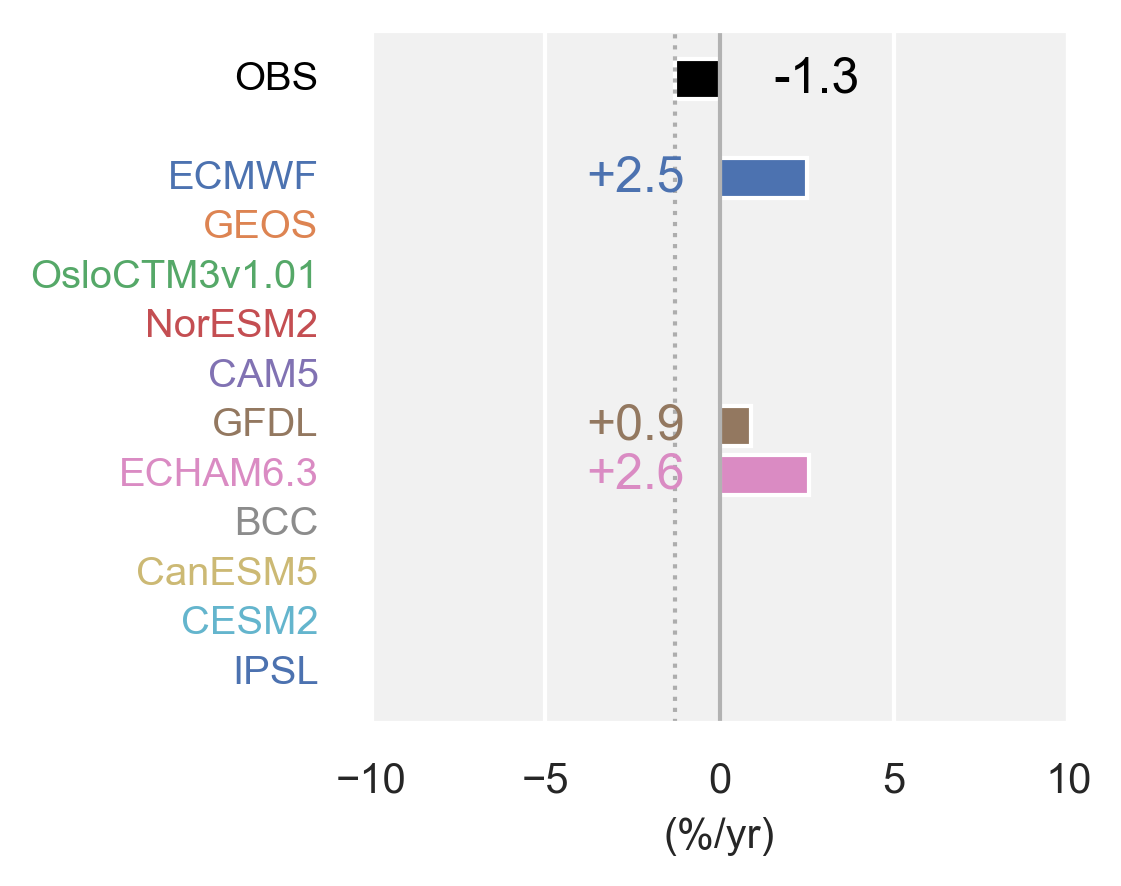 OBS -1.3
ECMWF +2.5
GEOS
OsloCTM3v1.01
NorESM2
CAM5
GFDL +0.9
ECHAM6.3 +2.6
BCC
CanESM5
CESM2
IPSL
−10 −5 0 5 10
(%/yr)